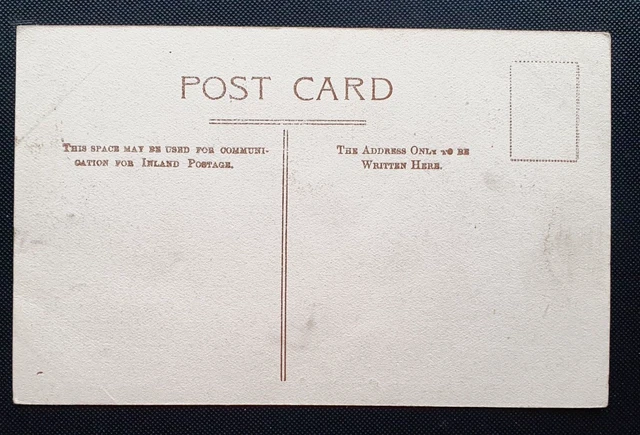 POST CARD
THIS SPACE MAY BE USED FOR COMMUNI-
CATION FOR INLAND POSTAGE.
THE ADDRESS ONLY TO BE
WRITTEN HERE.